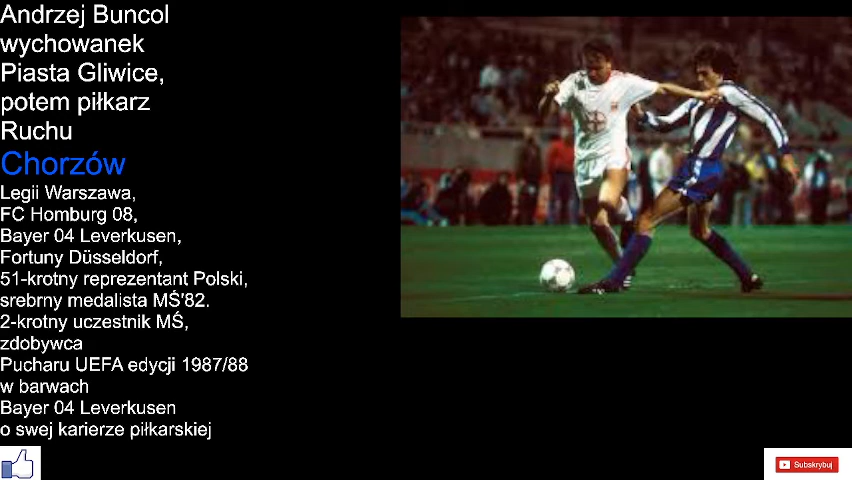 Andrzej Buncol
wychowanek
Piasta Gliwice,
potem piłkarz
Ruchu
Chorzów
Legii Warszawa,
FC Homburg 08,
Bayer 04 Leverkusen,
Fortuny Düsseldorf,
51-krotny reprezentant Polski,
srebrny medalista MŚ'82.
2-krotny uczestnik MŚ,
zdobywca
Pucharu UEFA edycji 1987/88
w barwach
Bayer 04 Leverkusen
o swej karierze piłkarskiej
Subskrybuj